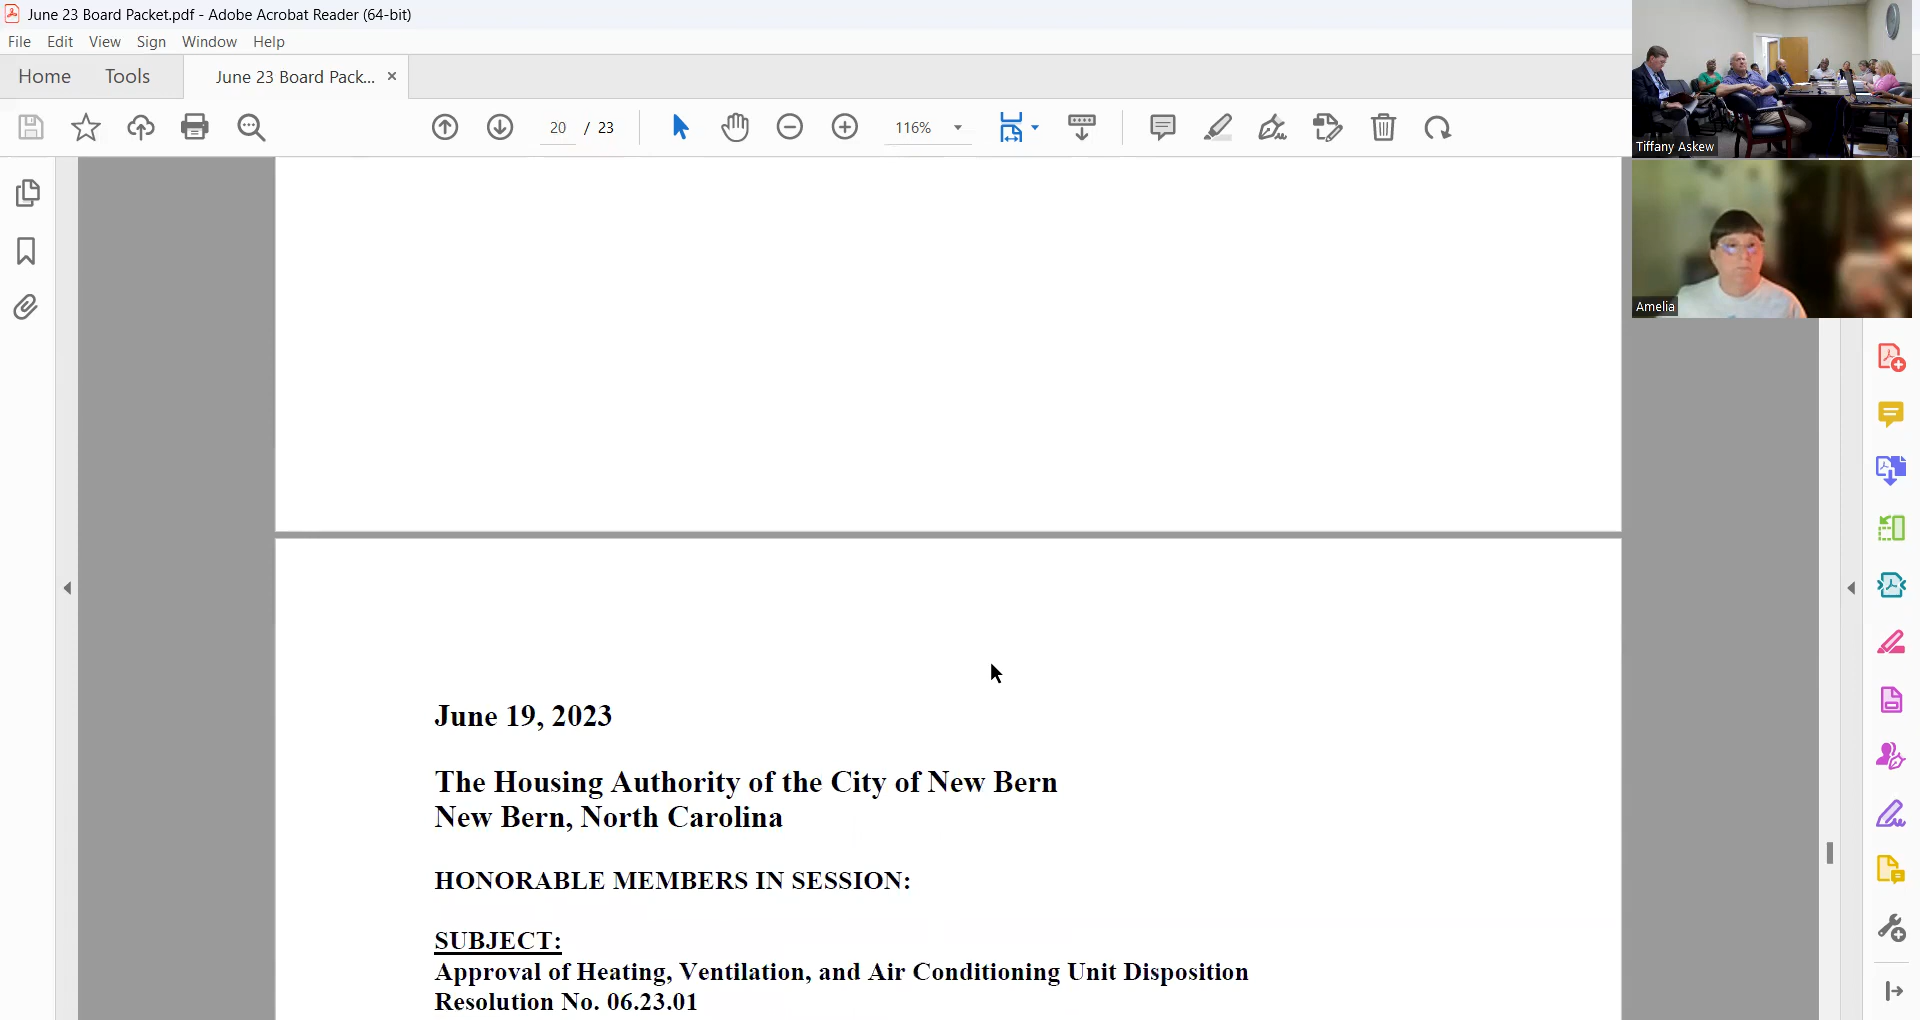 June 23 Board Packet.pdf - Adobe Acrobat Reader (64-bit)
File Edit View Sign Window Help
Home Tools June 23 Board Pack... ×
20 / 23 116%
Tiffany Askew
Amelia
June 19, 2023
The Housing Authority of the City of New Bern
New Bern, North Carolina
HONORABLE MEMBERS IN SESSION:
SUBJECT:
Approval of Heating, Ventilation, and Air Conditioning Unit Disposition
Resolution No. 06.23.01